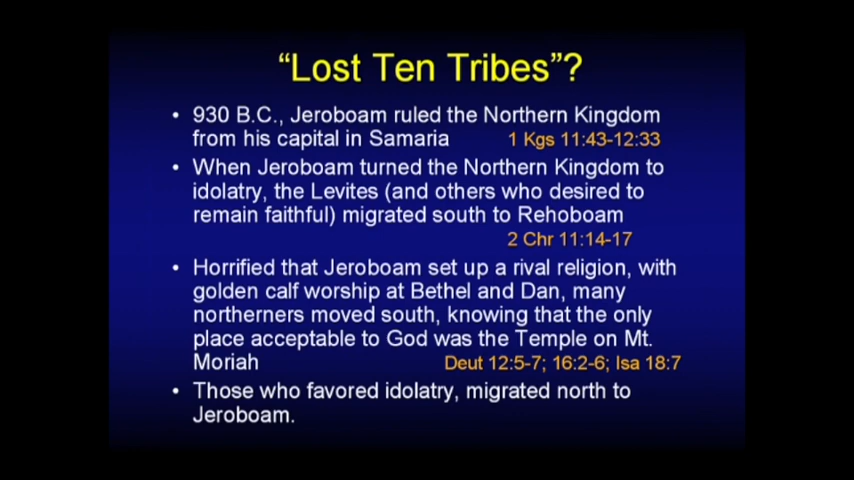 “Lost Ten Tribes”?
• 930 B.C., Jeroboam ruled the Northern Kingdom
from his capital in Samaria 1 Kgs 11:43-12:33
• When Jeroboam turned the Northern Kingdom to
idolatry, the Levites (and others who desired to
remain faithful) migrated south to Rehoboam
2 Chr 11:14-17
• Horrified that Jeroboam set up a rival religion, with
golden calf worship at Bethel and Dan, many
northerners moved south, knowing that the only
place acceptable to God was the Temple on Mt.
Moriah Deut 12:5-7; 16:2-6; Isa 18:7
• Those who favored idolatry, migrated north to
Jeroboam.